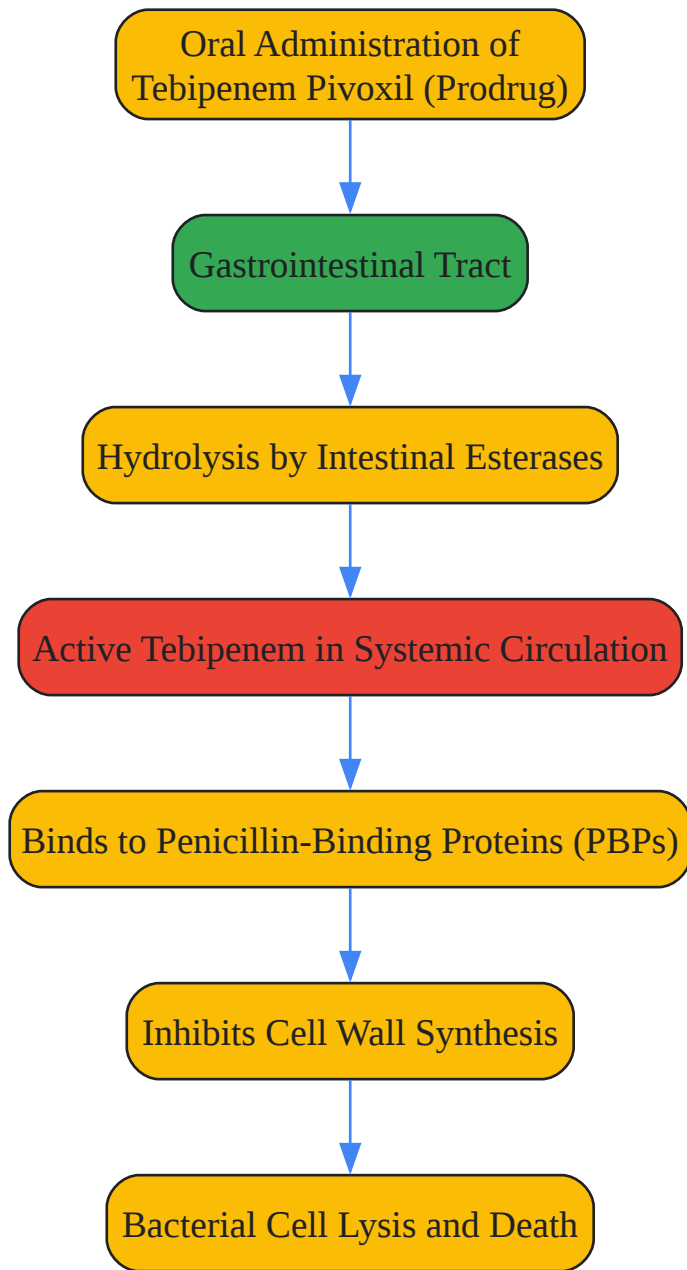 Oral Administration of
Tebipenem Pivoxil (Prodrug)
Gastrointestinal Tract
Hydrolysis by Intestinal Esterases
Active Tebipenem in Systemic Circulation
Binds to Penicillin-Binding Proteins (PBPs)
Inhibits Cell Wall Synthesis
Bacterial Cell Lysis and Death